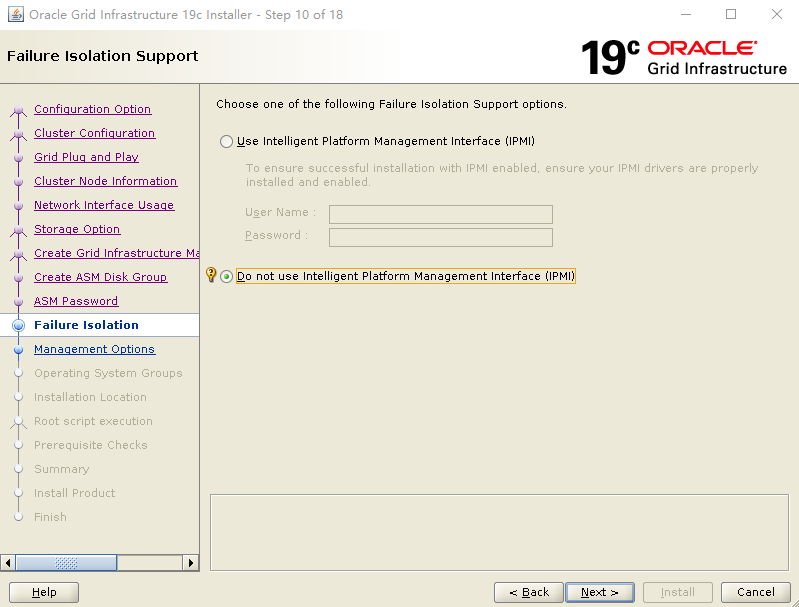 Oracle Grid Infrastructure 19c Installer - Step 10 of 18
Failure Isolation Support
19c ORACLE
Grid Infrastructure
Configuration Option
Cluster Configuration
Grid Plug and Play
Cluster Node Information
Network Interface Usage
Storage Option
Create Grid Infrastructure Ma
Create ASM Disk Group
ASM Password
Failure Isolation
Management Options
Operating System Groups
Installation Location
Root script execution
Prerequisite Checks
Summary
Install Product
Finish
Choose one of the following Failure Isolation Support options.
Use Intelligent Platform Management Interface (IPMI)
To ensure successful installation with IPMI enabled, ensure your IPMI drivers are properly
installed and enabled.
User Name :
Password :
Do not use Intelligent Platform Management Interface (IPMI)
Help
< Back
Next >
Install
Cancel